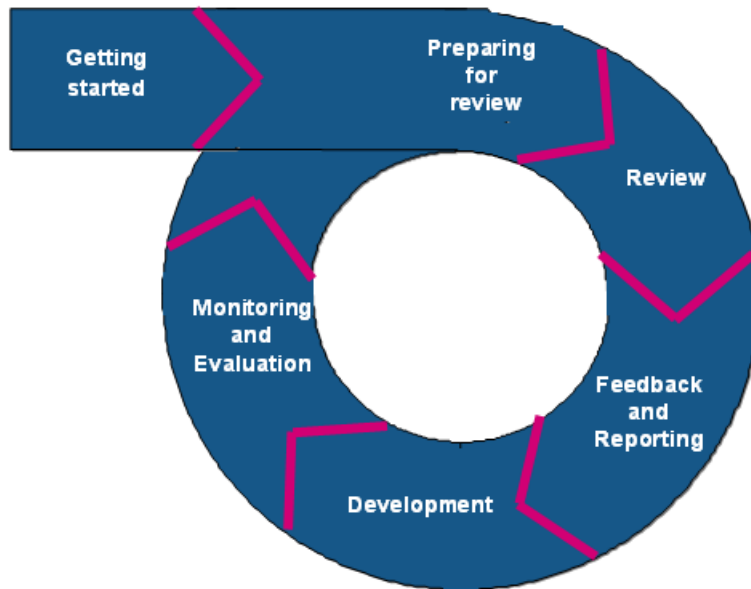 Getting
started
Preparing
for
review
Review
Feedback
and
Reporting
Development
Monitoring
and
Evaluation